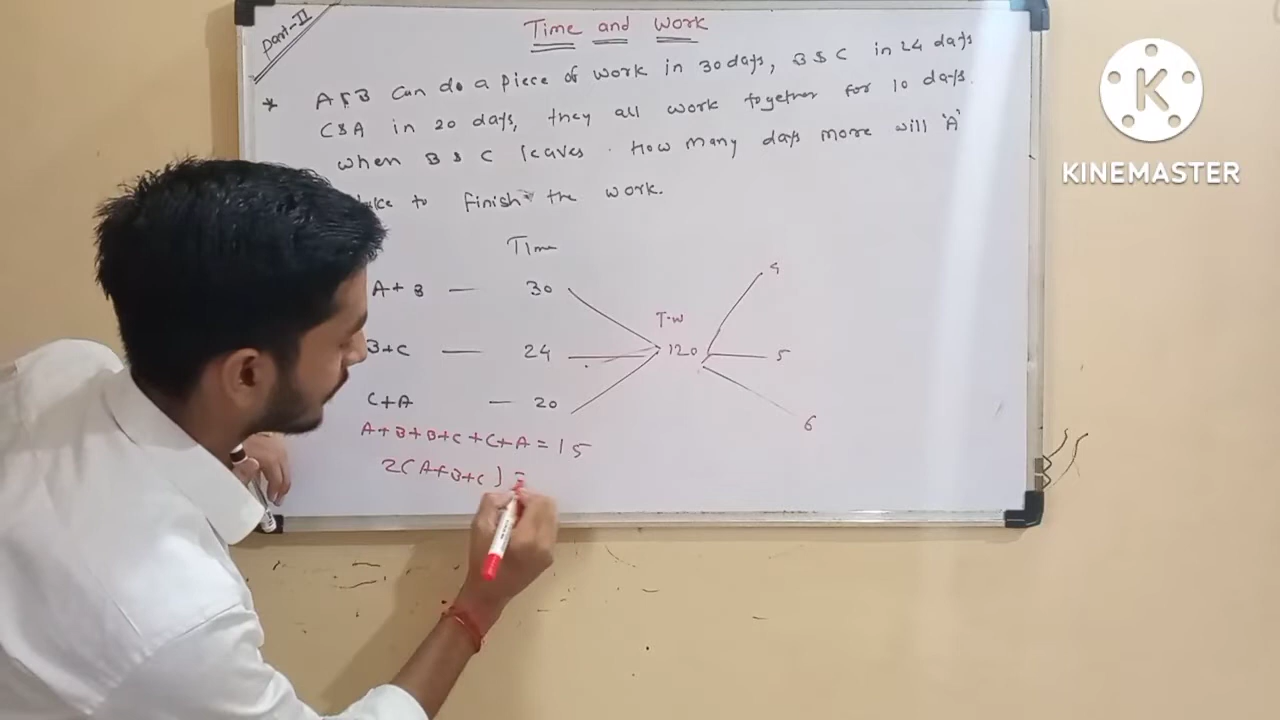 Part-II
Time and Work
* A & B Can do a piece of work in 30 days, B & C in 24 days
C & A in 20 days, they all work together for 10 days.
when B & C leaves. How many days more will 'A'
to finish the work.
Time
A+B — 30
4
T.W
B+C — 24
120
5
C+A — 20
6
A+B+B+C+C+A=15
2(A+B+C) =
K
KINEMASTER